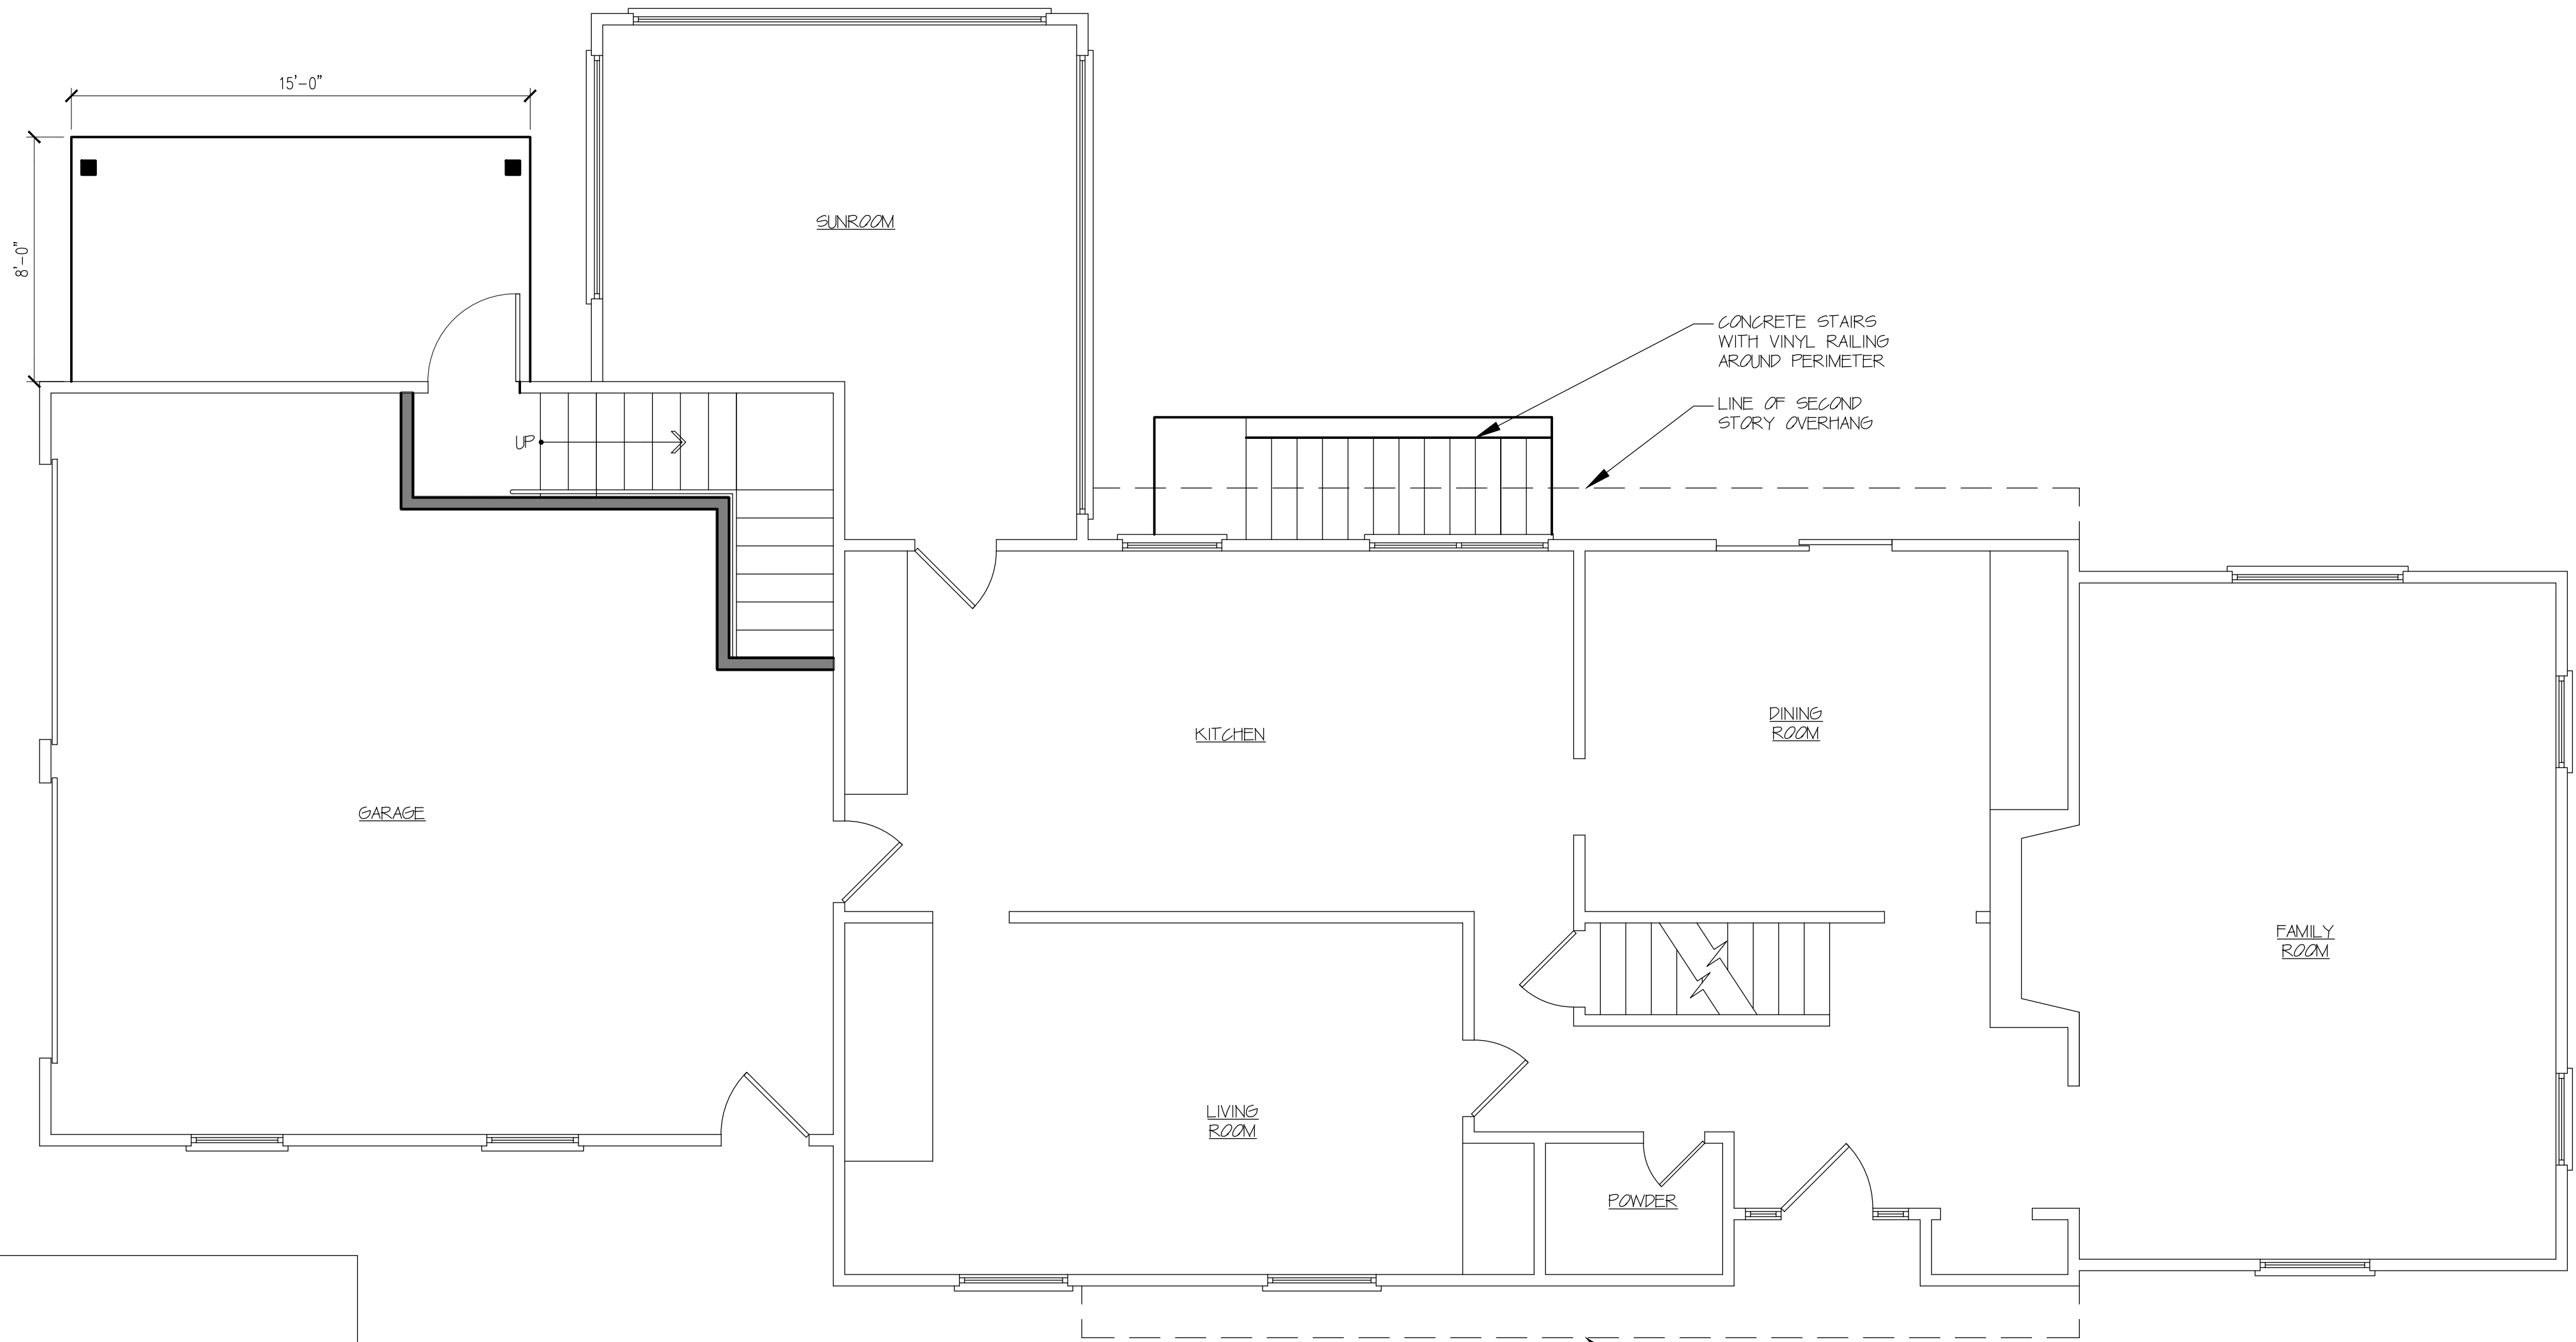 15'-0"
8'-0"
SUNROOM
CONCRETE STAIRS
WITH VINYL RAILING
AROUND PERIMETER
LINE OF SECOND
STORY OVERHANG
UP
KITCHEN
DINING
ROOM
GARAGE
FAMILY
ROOM
LIVING
ROOM
POWDER